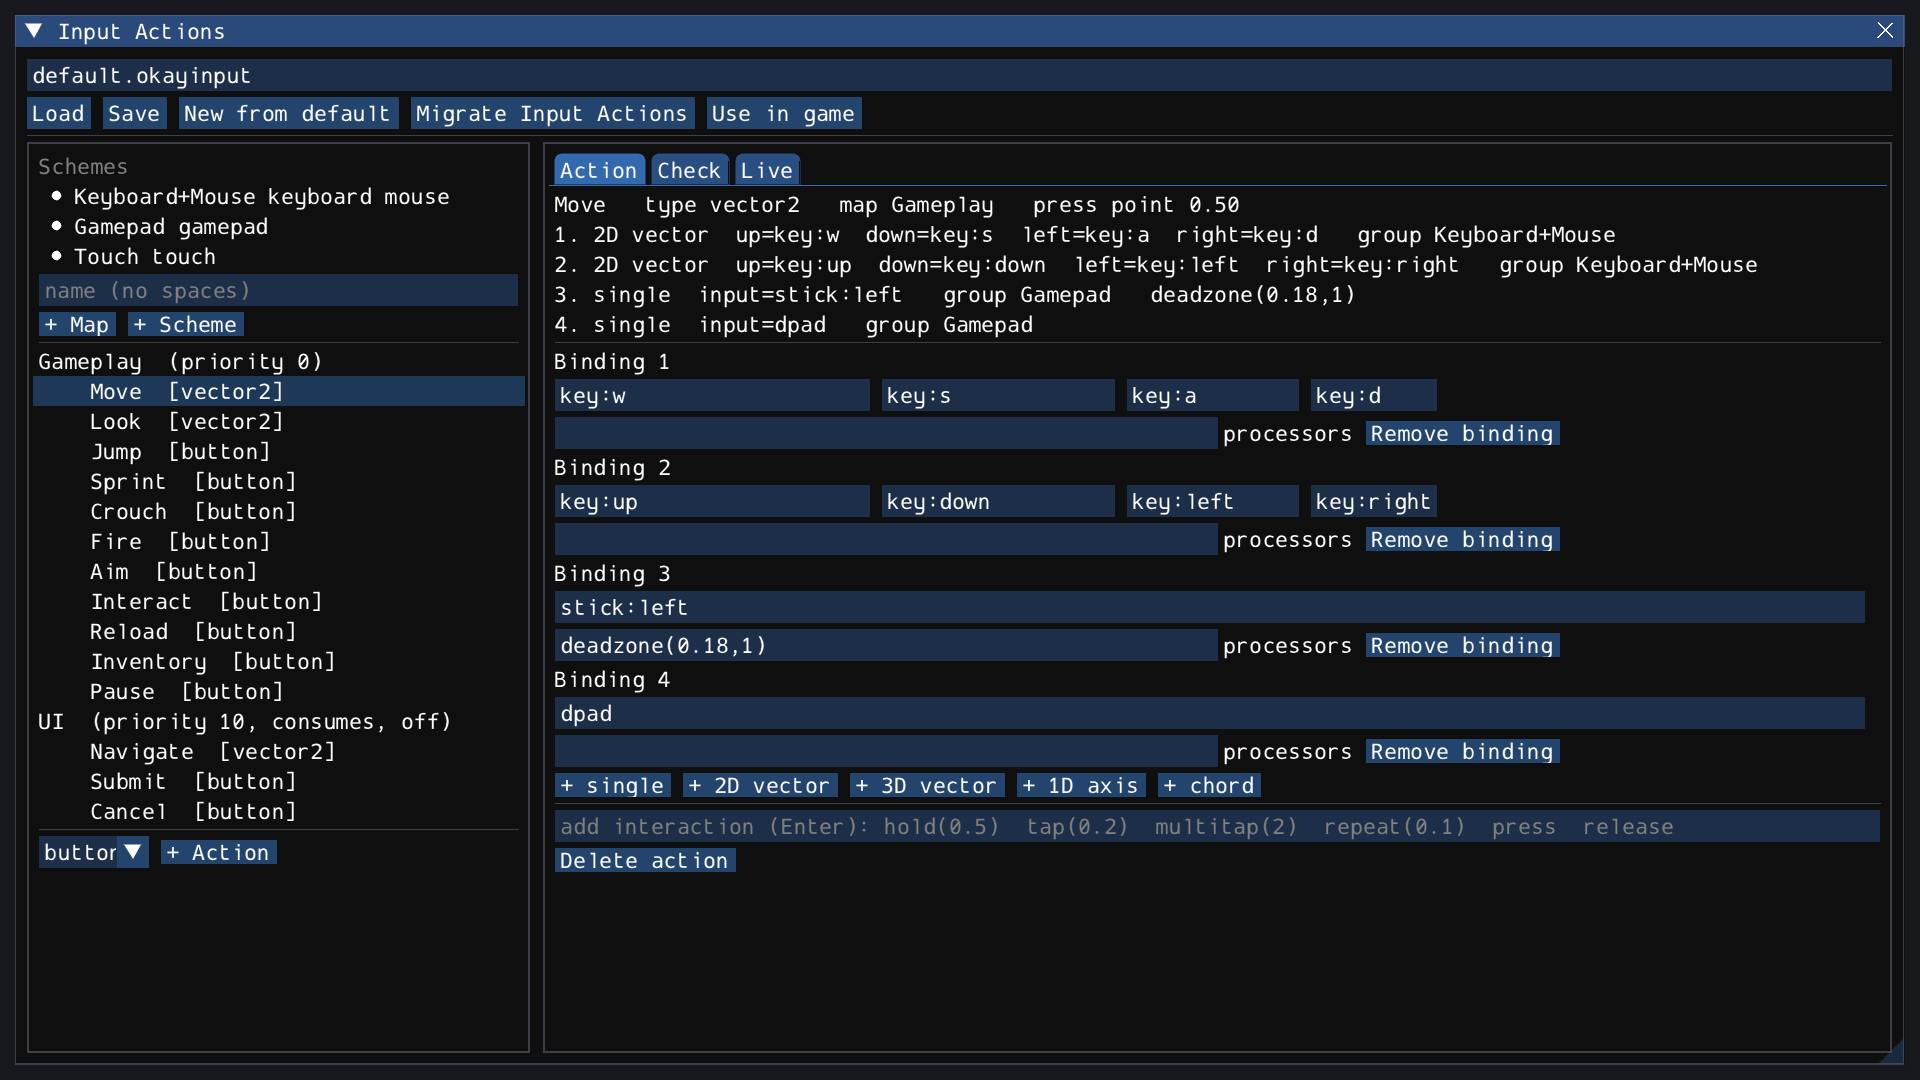 Input Actions
default.okayinput
Load Save New from default Migrate Input Actions Use in game
Schemes
Keyboard+Mouse keyboard mouse
Gamepad gamepad
Touch touch
name (no spaces)
+ Map + Scheme
Gameplay (priority 0)
Move [vector2]
Look [vector2]
Jump [button]
Sprint [button]
Crouch [button]
Fire [button]
Aim [button]
Interact [button]
Reload [button]
Inventory [button]
Pause [button]
UI (priority 10, consumes, off)
Navigate [vector2]
Submit [button]
Cancel [button]
button + Action
Action Check Live
Move type vector2 map Gameplay press point 0.50
1. 2D vector up=key:w down=key:s left=key:a right=key:d group Keyboard+Mouse
2. 2D vector up=key:up down=key:down left=key:left right=key:right group Keyboard+Mouse
3. single input=stick:left group Gamepad deadzone(0.18,1)
4. single input=dpad group Gamepad
Binding 1
key:w key:s key:a key:d
processors Remove binding
Binding 2
key:up key:down key:left key:right
processors Remove binding
Binding 3
stick:left
deadzone(0.18,1) processors Remove binding
Binding 4
dpad
processors Remove binding
+ single + 2D vector + 3D vector + 1D axis + chord
add interaction (Enter): hold(0.5) tap(0.2) multitap(2) repeat(0.1) press release
Delete action